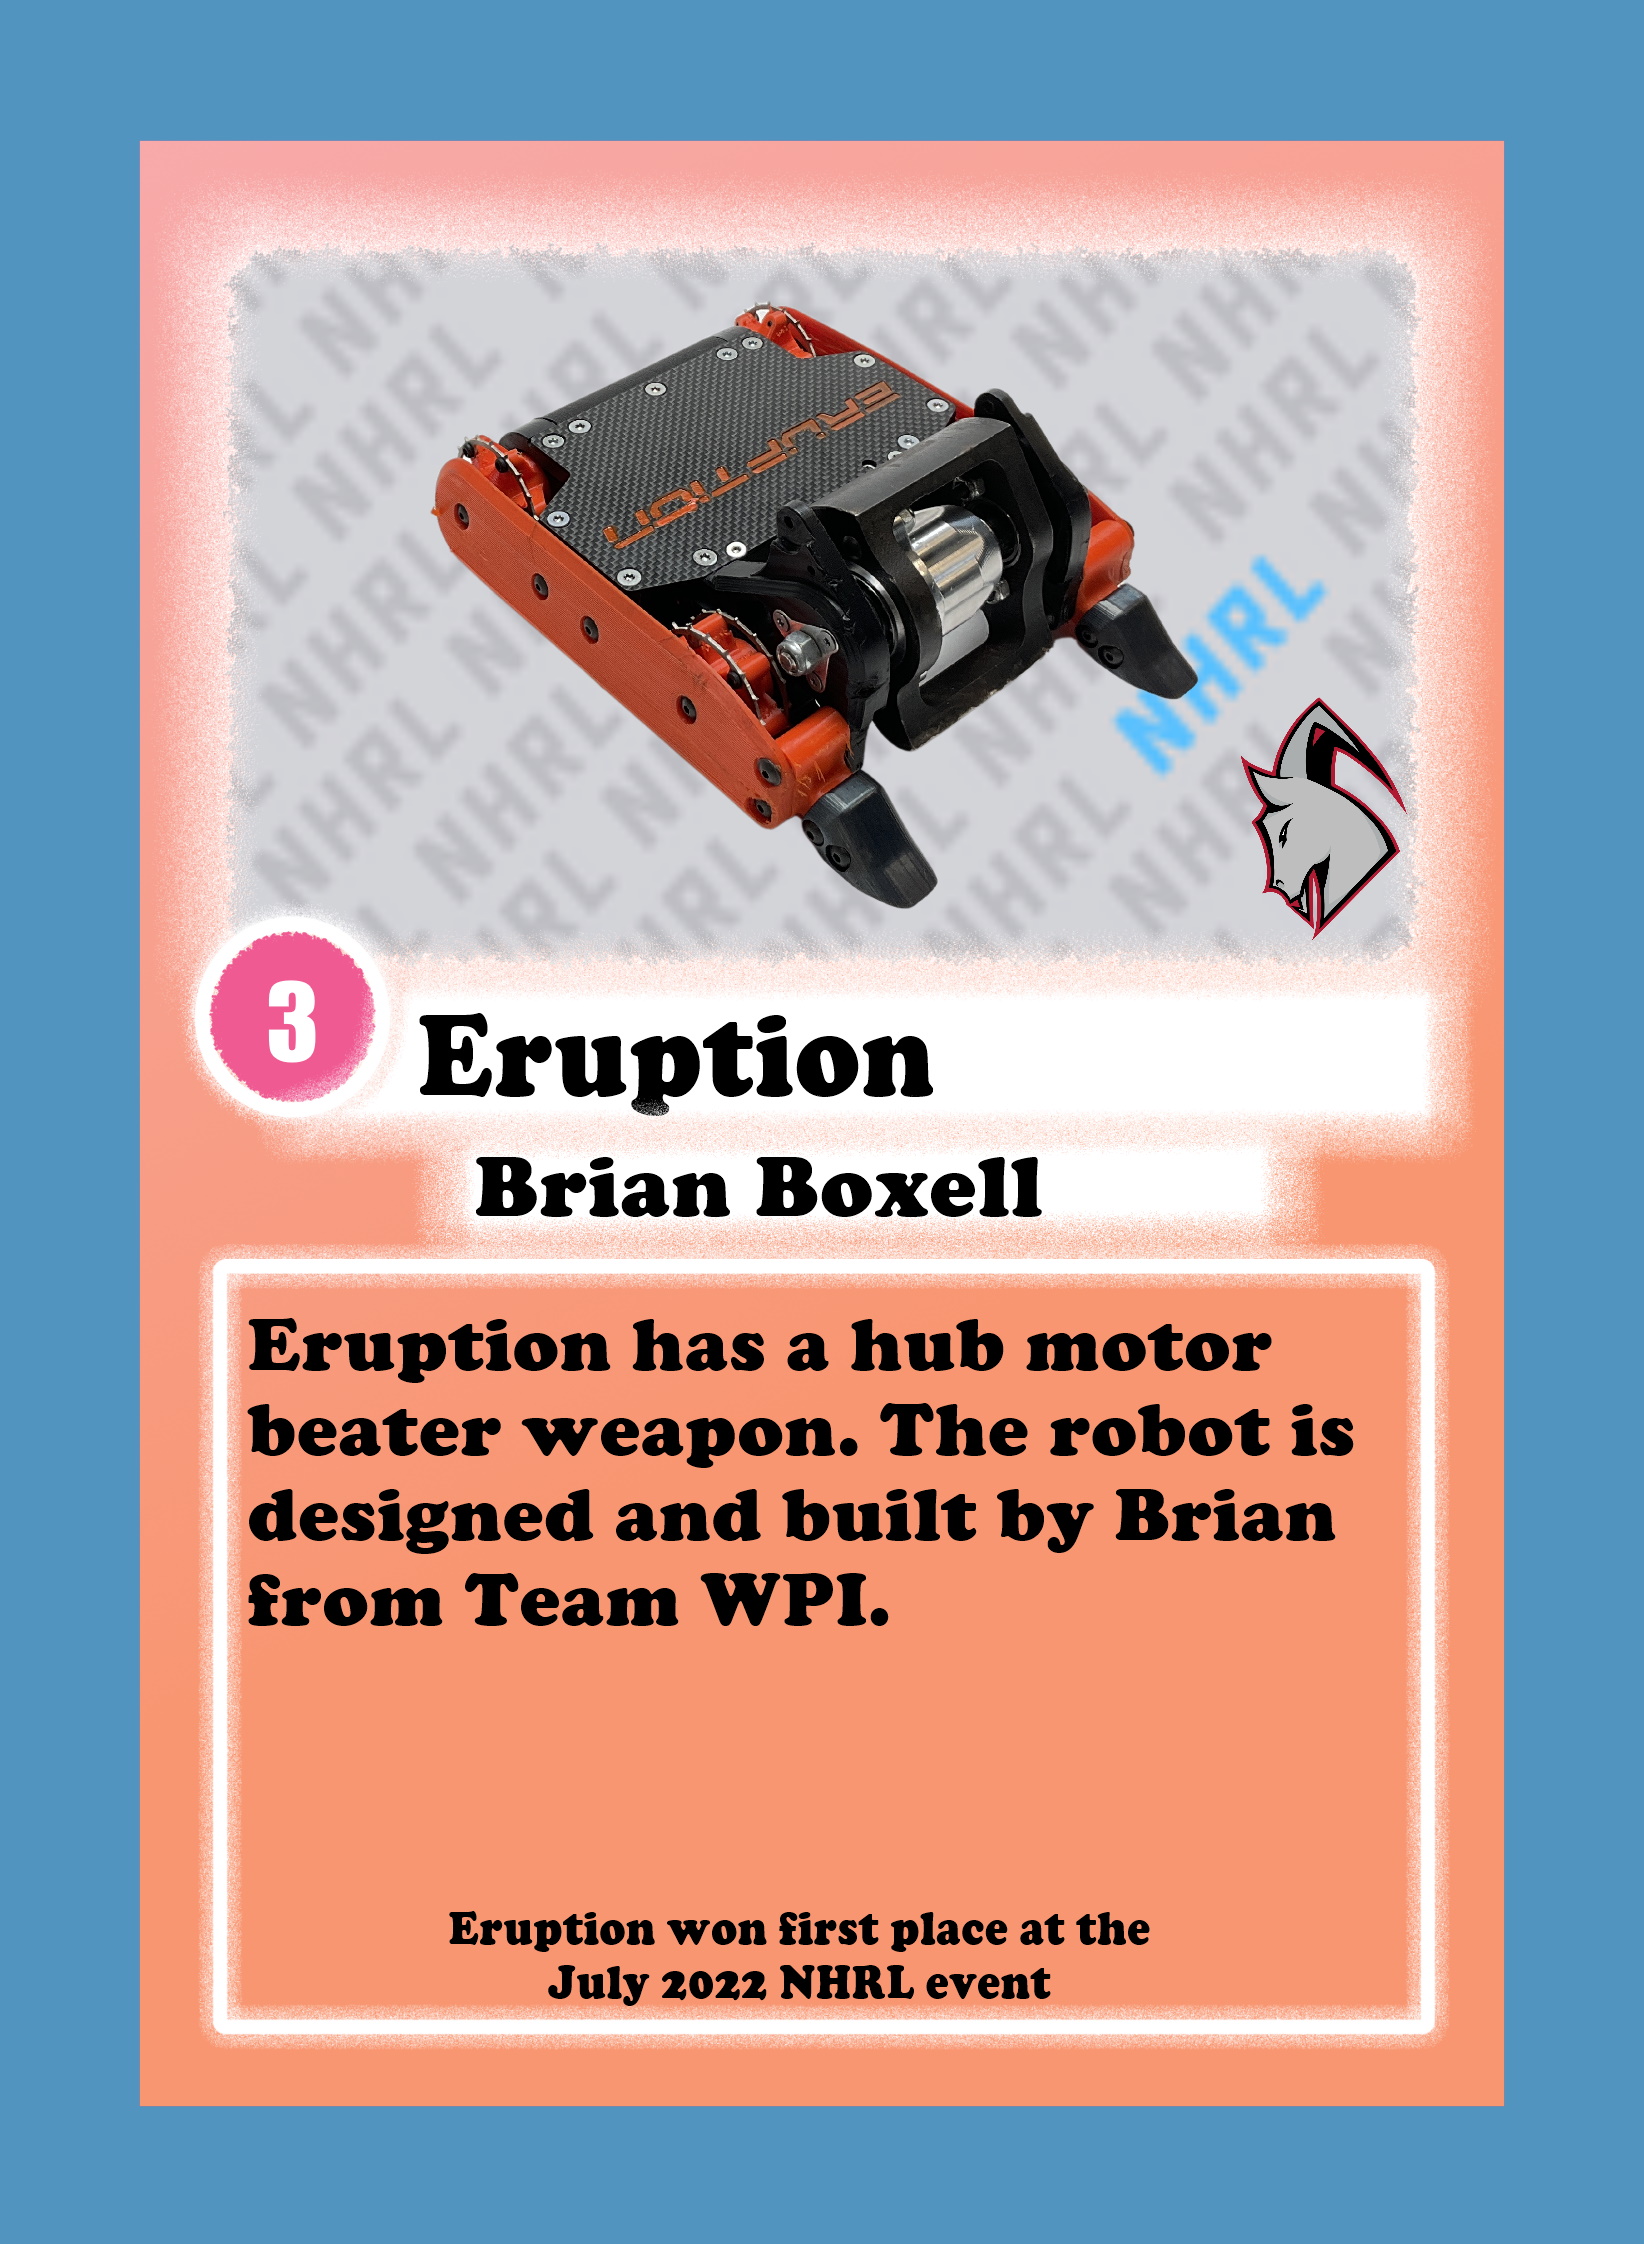 NHRL
ERUPTION
3
Eruption
Brian Boxell
Eruption has a hub motor
beater weapon. The robot is
designed and built by Brian
from Team WPI.
Eruption won first place at the
July 2022 NHRL event